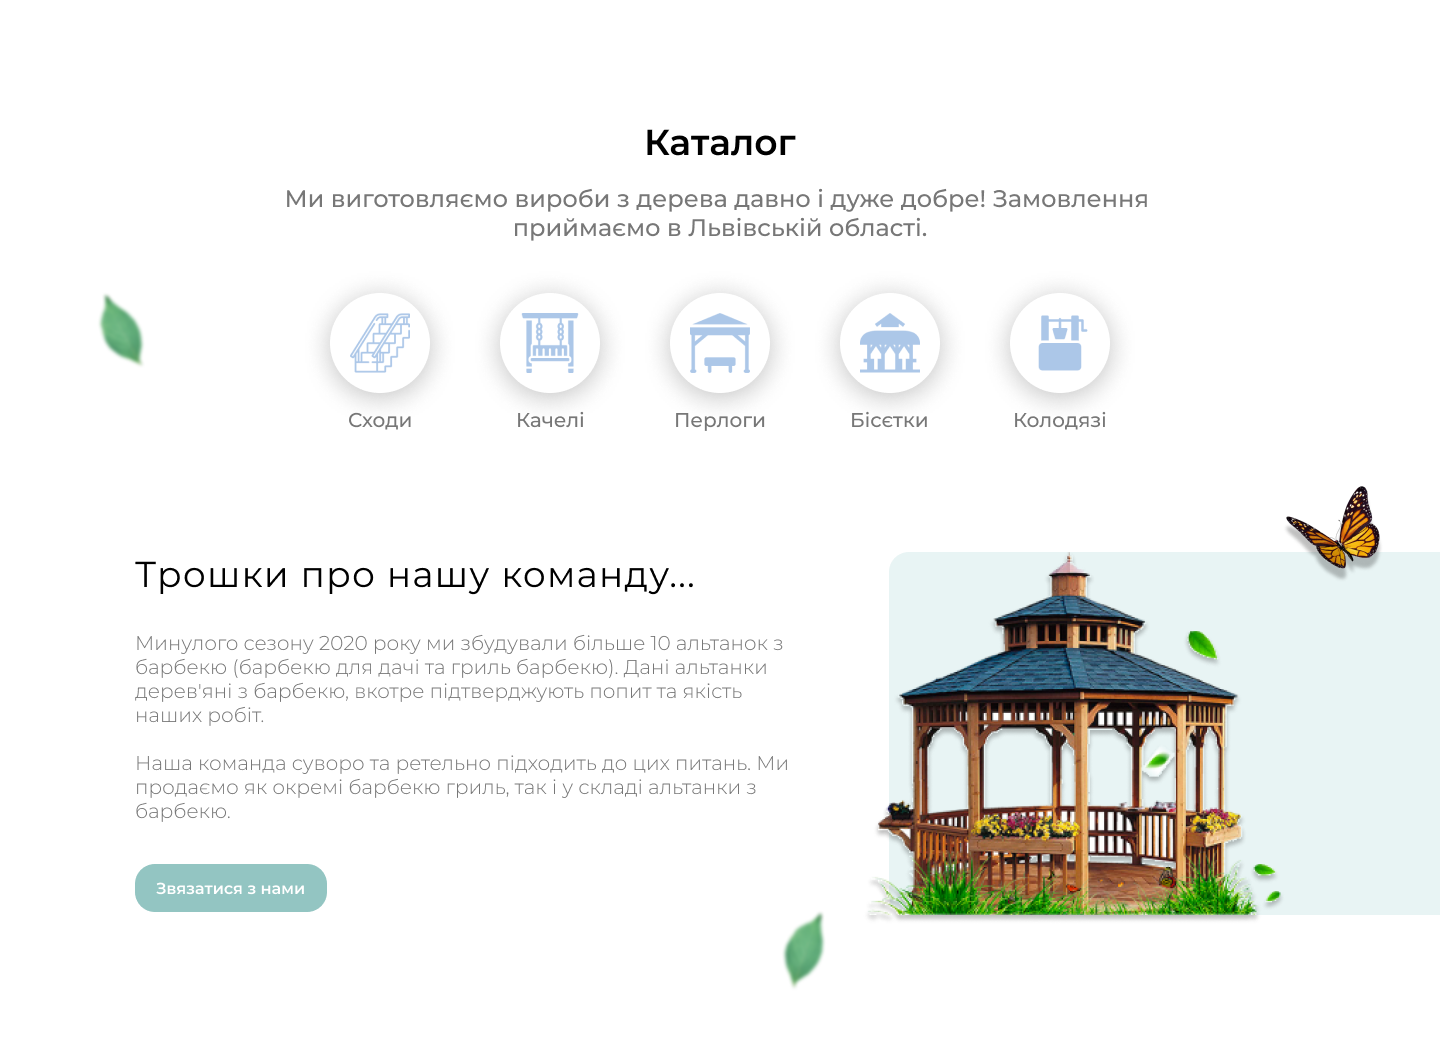 Каталог
Ми виготовляємо вироби з дерева давно і дуже добре! Замовлення
приймаємо в Львівській області.
Сходи
Качелі
Перлоги
Бісєтки
Колодязі
Трошки про нашу команду...
Минулого сезону 2020 року ми збудували більше 10 альтанок з
барбекю (барбекю для дачі та гриль барбекю). Дані альтанки
дерев'яні з барбекю, вкотре підтверджують попит та якість
наших робіт.
Наша команда суворо та ретельно підходить до цих питань. Ми
продаємо як окремі барбекю гриль, так і у складі альтанки з
барбекю.
Звязатися з нами